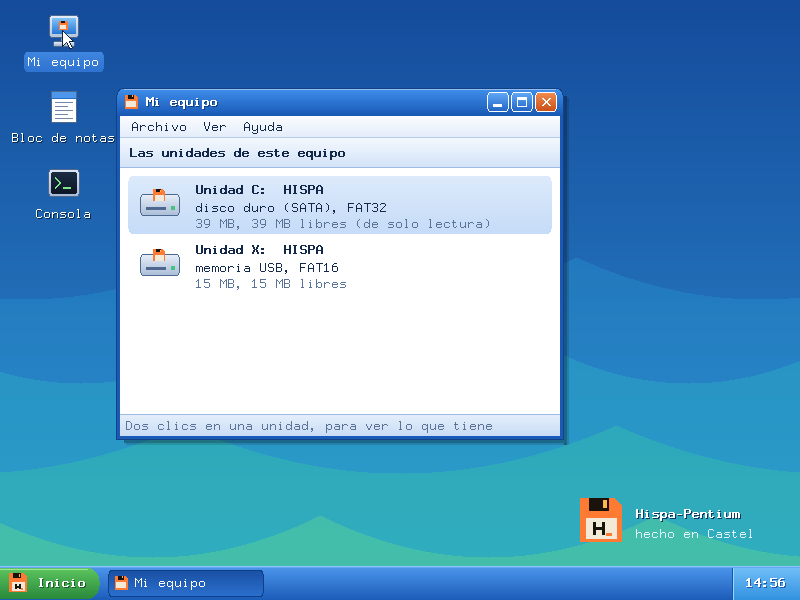 Mi equipo
Bloc de notas
Consola
Mi equipo
Archivo Ver Ayuda
Las unidades de este equipo
Unidad C: HISPA
disco duro (SATA), FAT32
39 MB, 39 MB libres (de solo lectura)
Unidad X: HISPA
memoria USB, FAT16
15 MB, 15 MB libres
Dos clics en una unidad, para ver lo que tiene
H_
Hispa-Pentium
hecho en Castel
Inicio
Mi equipo
14:56